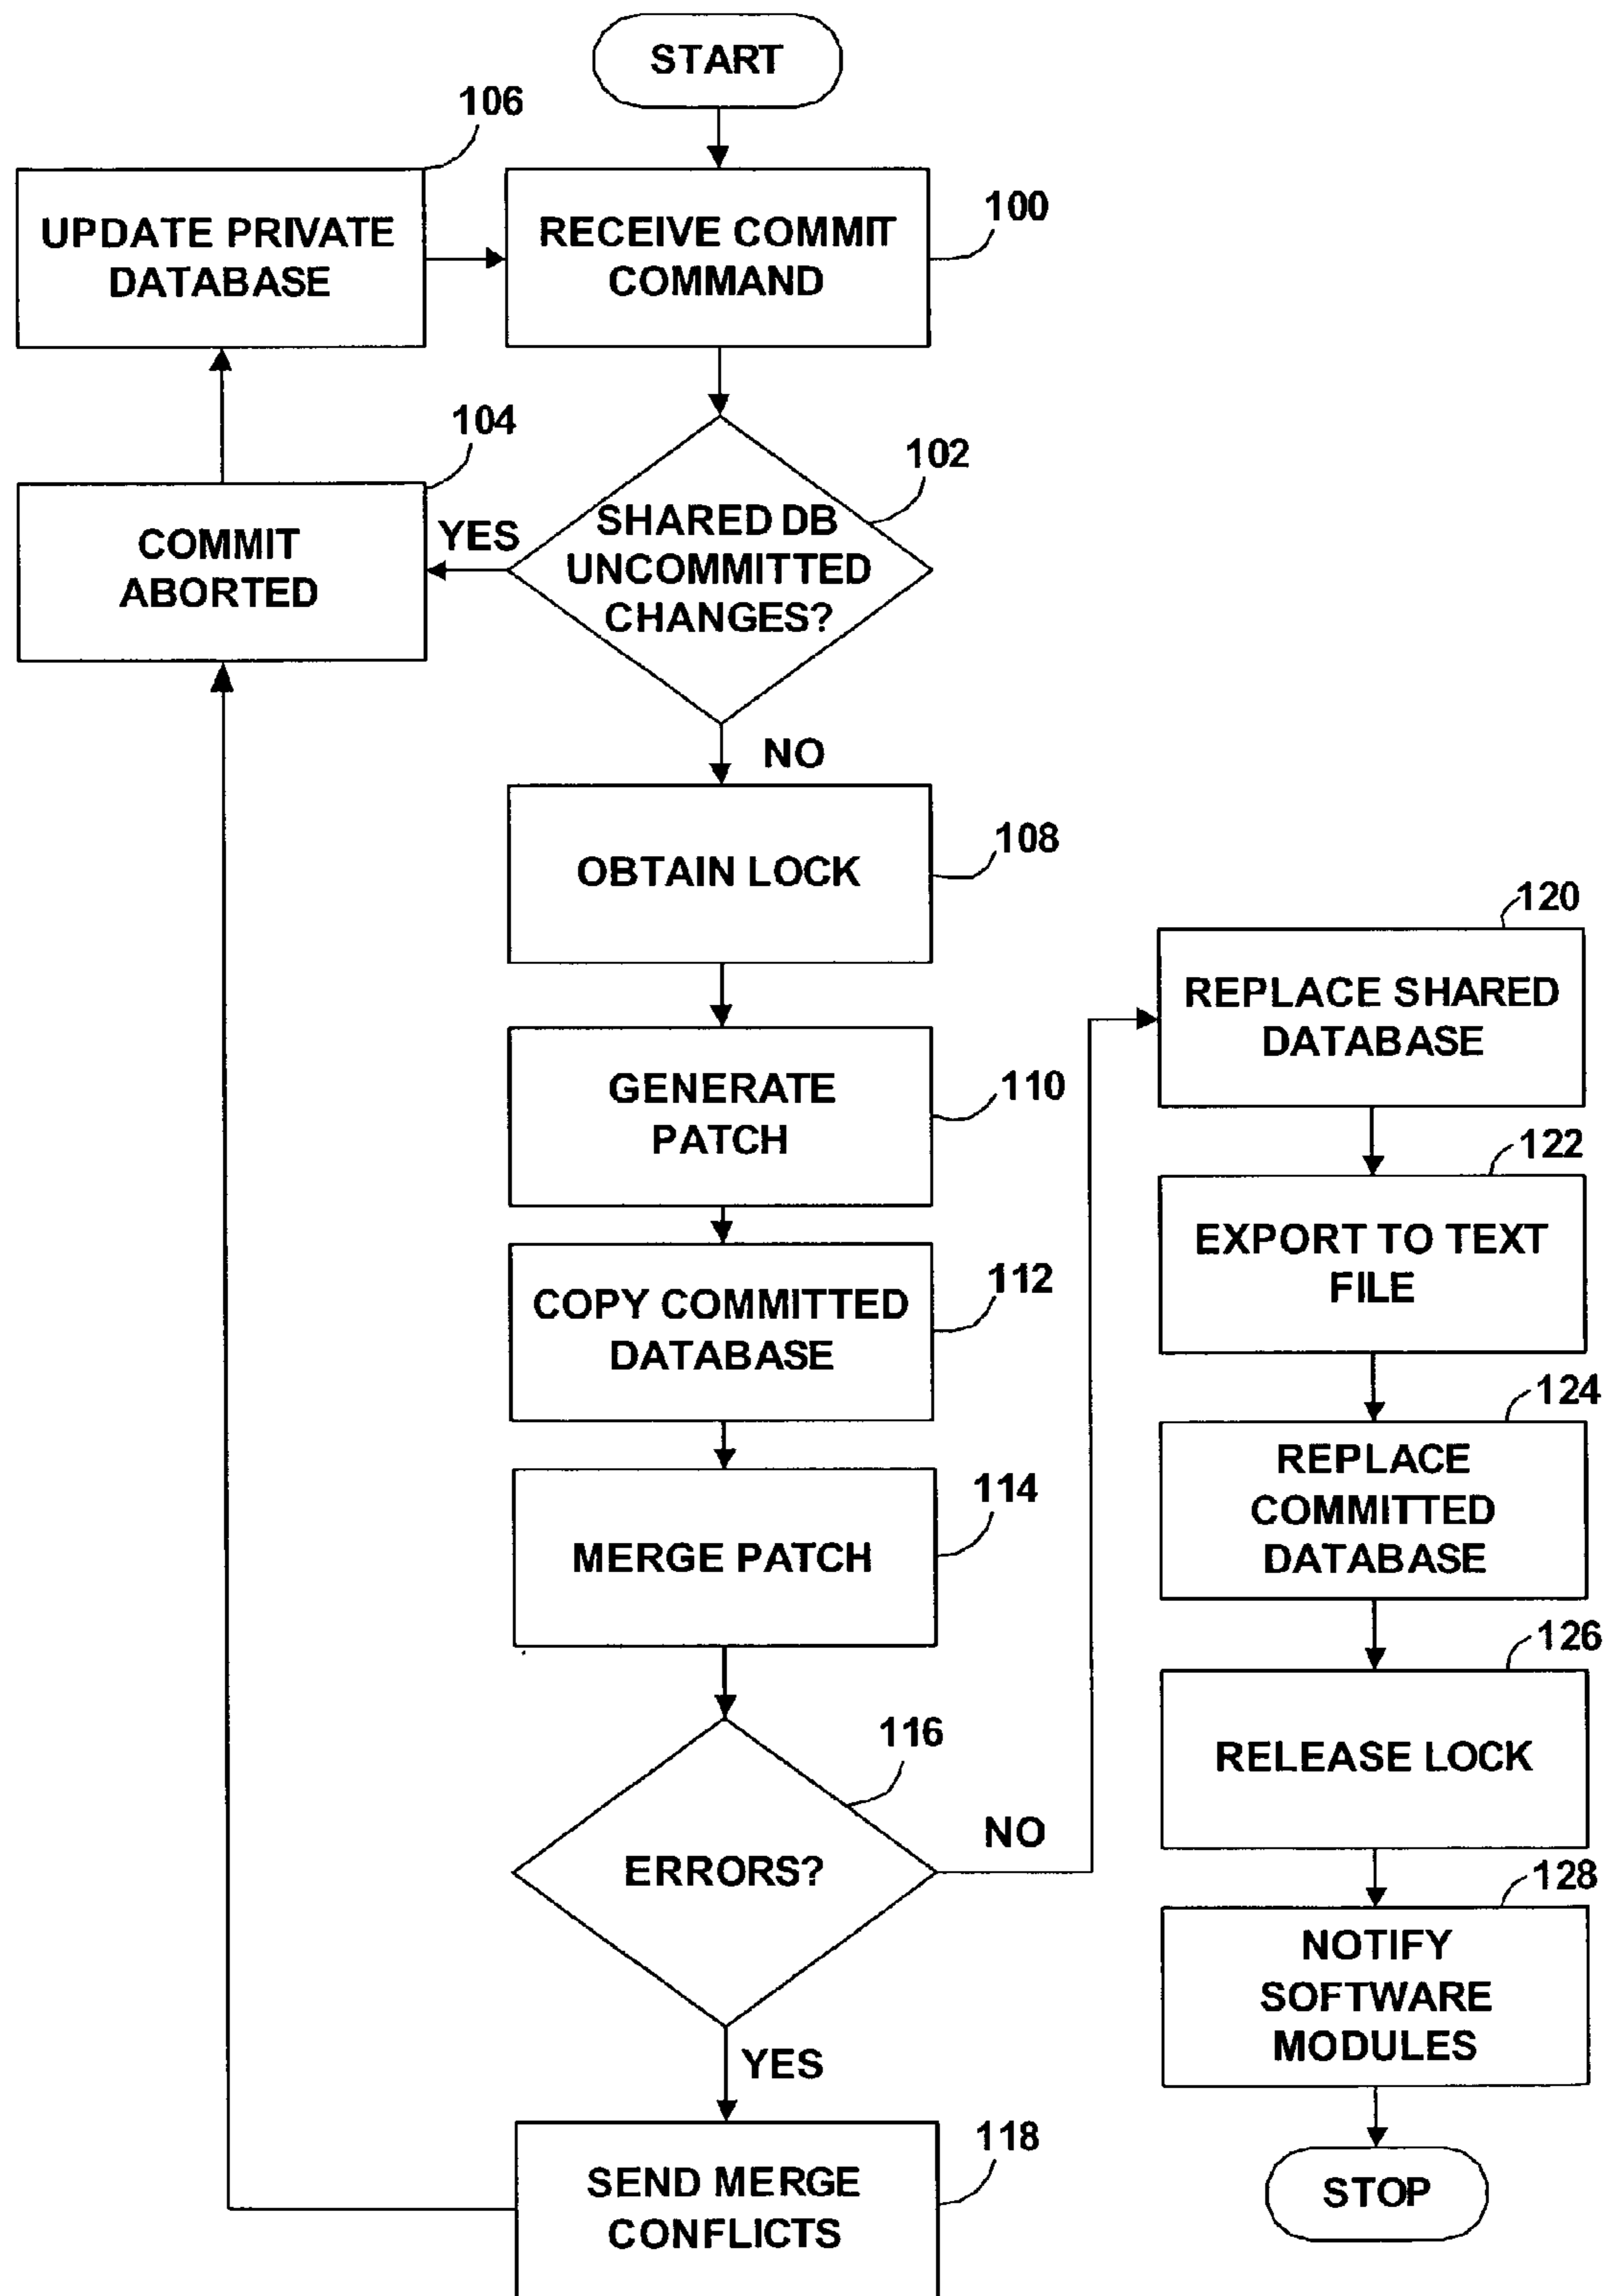 START
106
UPDATE PRIVATE
DATABASE
RECEIVE COMMIT
COMMAND
100
104
COMMIT
ABORTED
YES
102
SHARED DB
UNCOMMITTED
CHANGES?
NO
OBTAIN LOCK
108
GENERATE
PATCH
110
COPY COMMITTED
DATABASE
112
MERGE PATCH
114
116
ERRORS?
NO
YES
SEND MERGE
CONFLICTS
118
120
REPLACE SHARED
DATABASE
122
EXPORT TO TEXT
FILE
124
REPLACE
COMMITTED
DATABASE
126
RELEASE LOCK
128
NOTIFY
SOFTWARE
MODULES
STOP